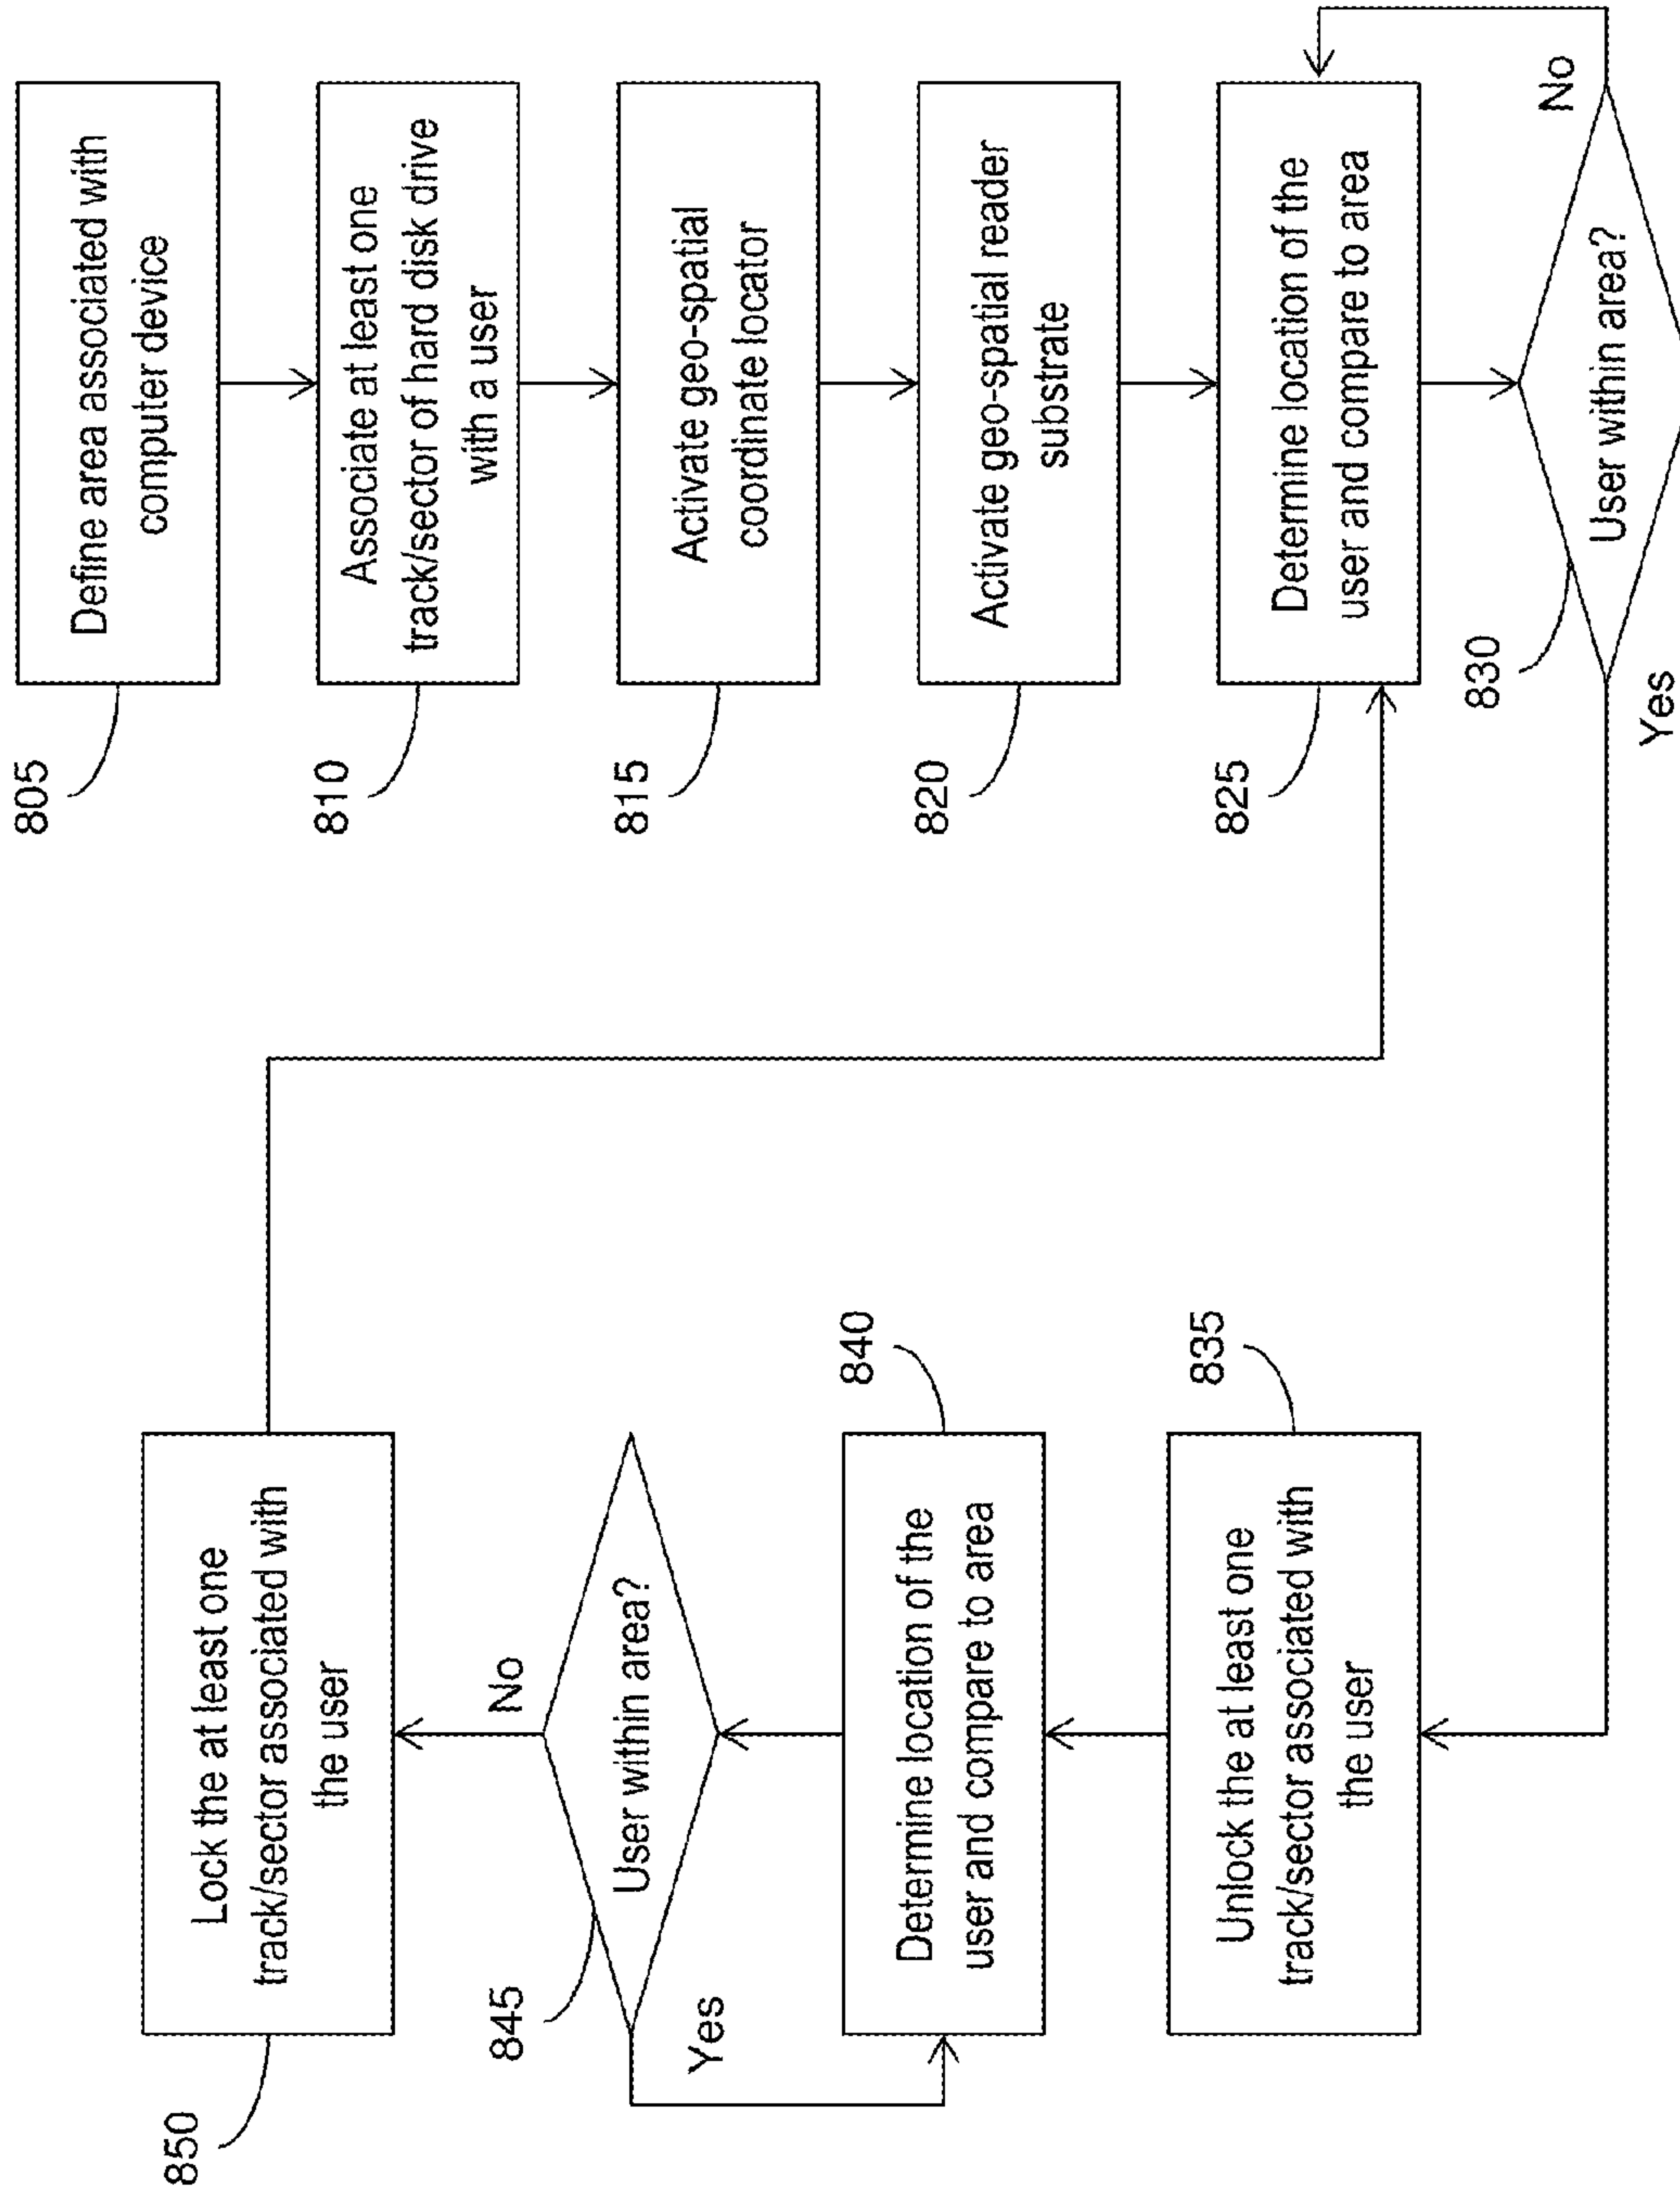 805
Define area associated with
computer device
810
Associate at least one
track/sector of hard disk drive
with a user
815
Activate geo-spatial
coordinate locator
820
Activate geo-spatial reader
substrate
825
Determine location of the
user and compare to area
830
User within area?
No
Yes
835
Unlock the at least one
track/sector associated with
the user
840
Determine location of the
user and compare to area
845
User within area?
Yes
No
850
Lock the at least one
track/sector associated with
the user